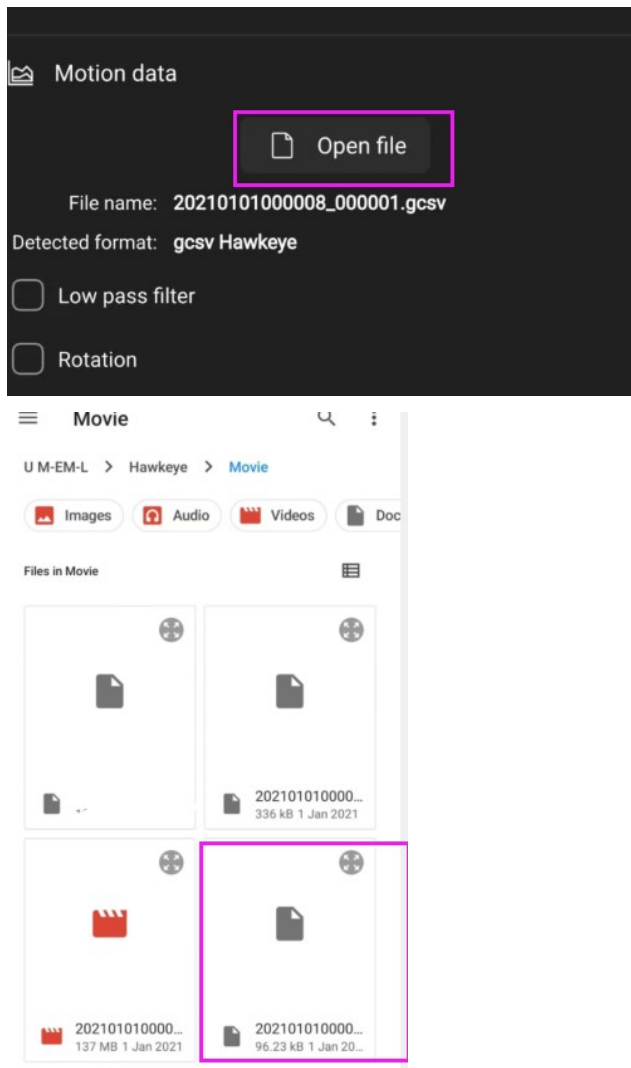 Motion data
Open file
File name: 20210101000008_000001.gcsv
Detected format: gcsv Hawkeye
Low pass filter
Rotation
Movie
U M-EM-L > Hawkeye > Movie
Images Audio Videos Doc
Files in Movie
202101010000...
336 kB 1 Jan 2021
202101010000... 202101010000...
137 MB 1 Jan 2021 96.23 kB 1 Jan 20...